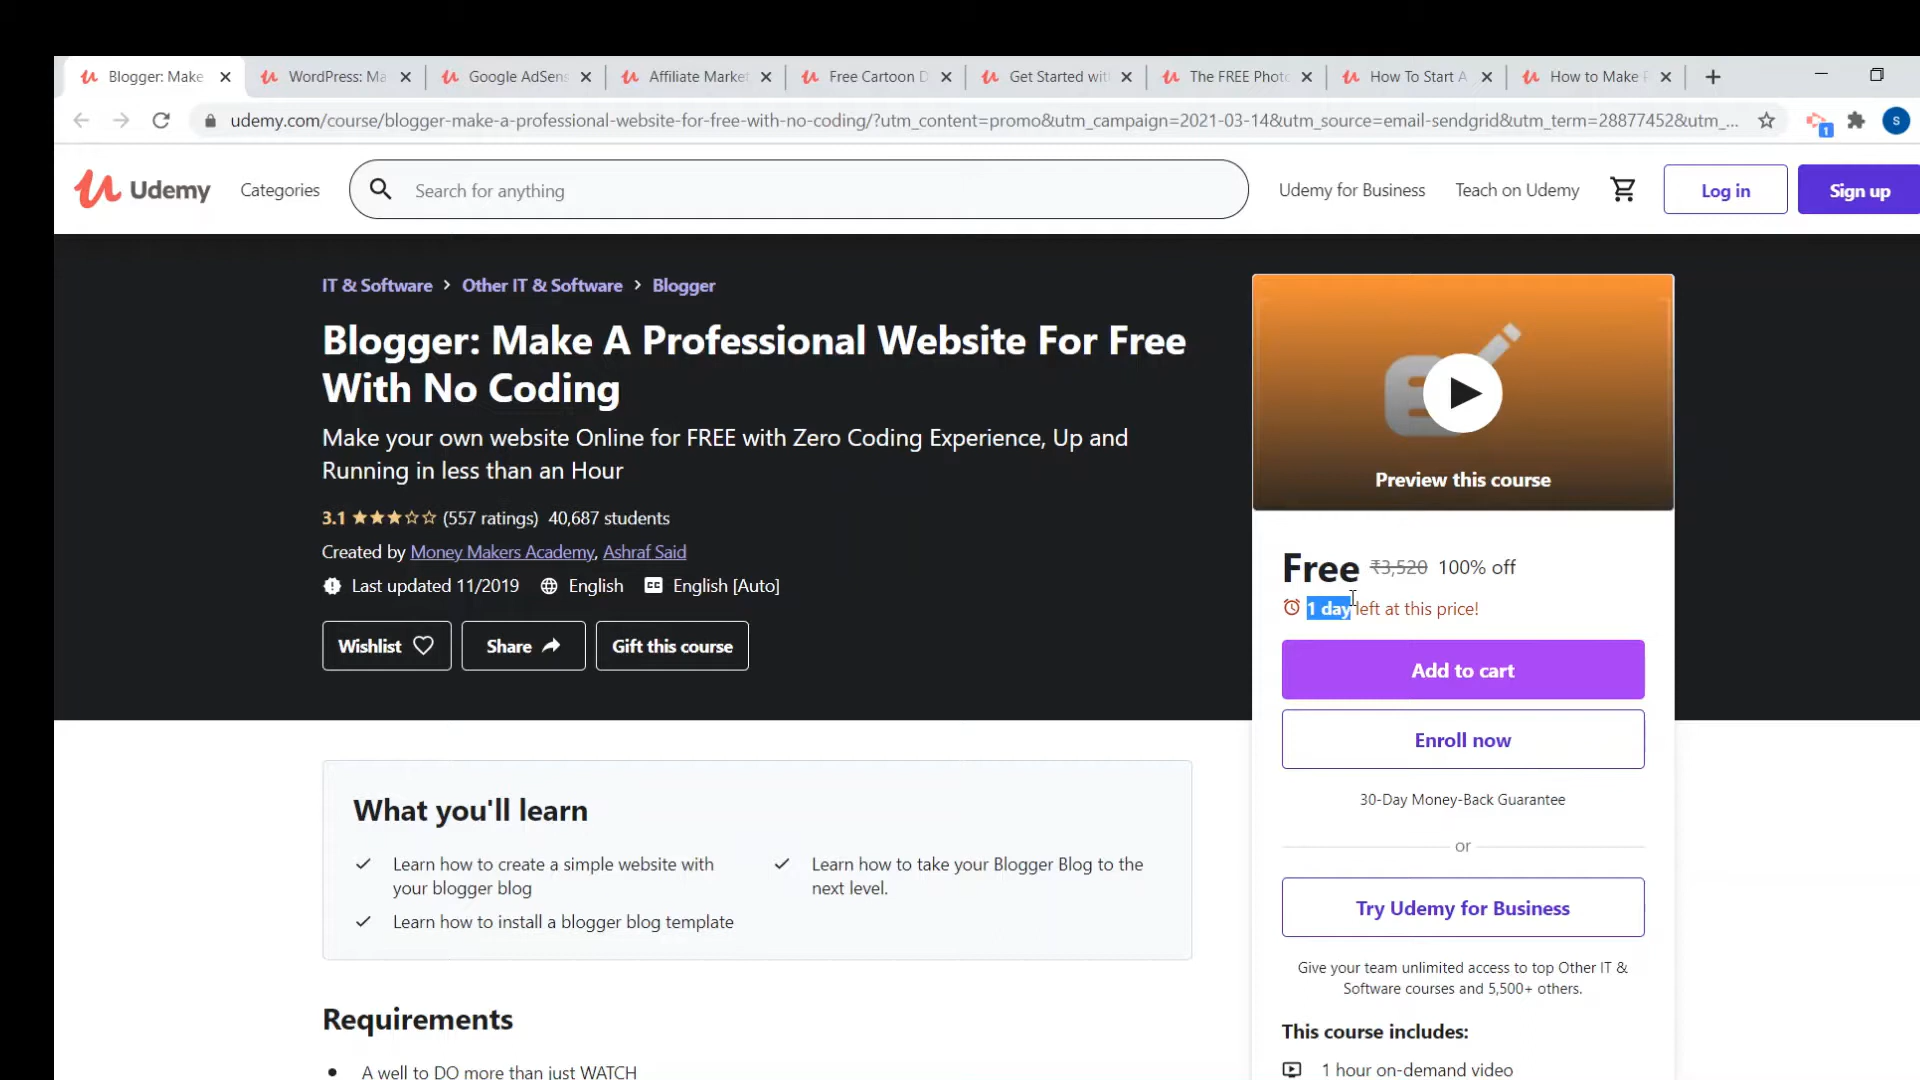 Blogger: Make
WordPress: Ma
Google AdSens
Affiliate Market
Free Cartoon D
Get Started wit
The FREE Phot
How To Start A
How to Make
udemy.com/course/blogger-make-a-professional-website-for-free-with-no-coding/?utm_content=promo&utm_campaign=2021-03-14&utm_source=email-sendgrid&utm_term=28877452&utm_...
1
S
Udemy
Categories
Search for anything
Udemy for Business
Teach on Udemy
Log in
Sign up
IT & Software > Other IT & Software > Blogger
Blogger: Make A Professional Website For Free
With No Coding
Make your own website Online for FREE with Zero Coding Experience, Up and
Running in less than an Hour
3.1 (557 ratings) 40,687 students
Created by Money Makers Academy, Ashraf Said
Last updated 11/2019 English CC English [Auto]
Wishlist
Share
Gift this course
Preview this course
Free ₹3,520 100% off
1 day left at this price!
Add to cart
Enroll now
30-Day Money-Back Guarantee
or
Try Udemy for Business
Give your team unlimited access to top Other IT &
Software courses and 5,500+ others.
This course includes:
1 hour on-demand video
What you'll learn
Learn how to create a simple website with
your blogger blog
Learn how to install a blogger blog template
Learn how to take your Blogger Blog to the
next level.
Requirements
A well to DO more than just WATCH